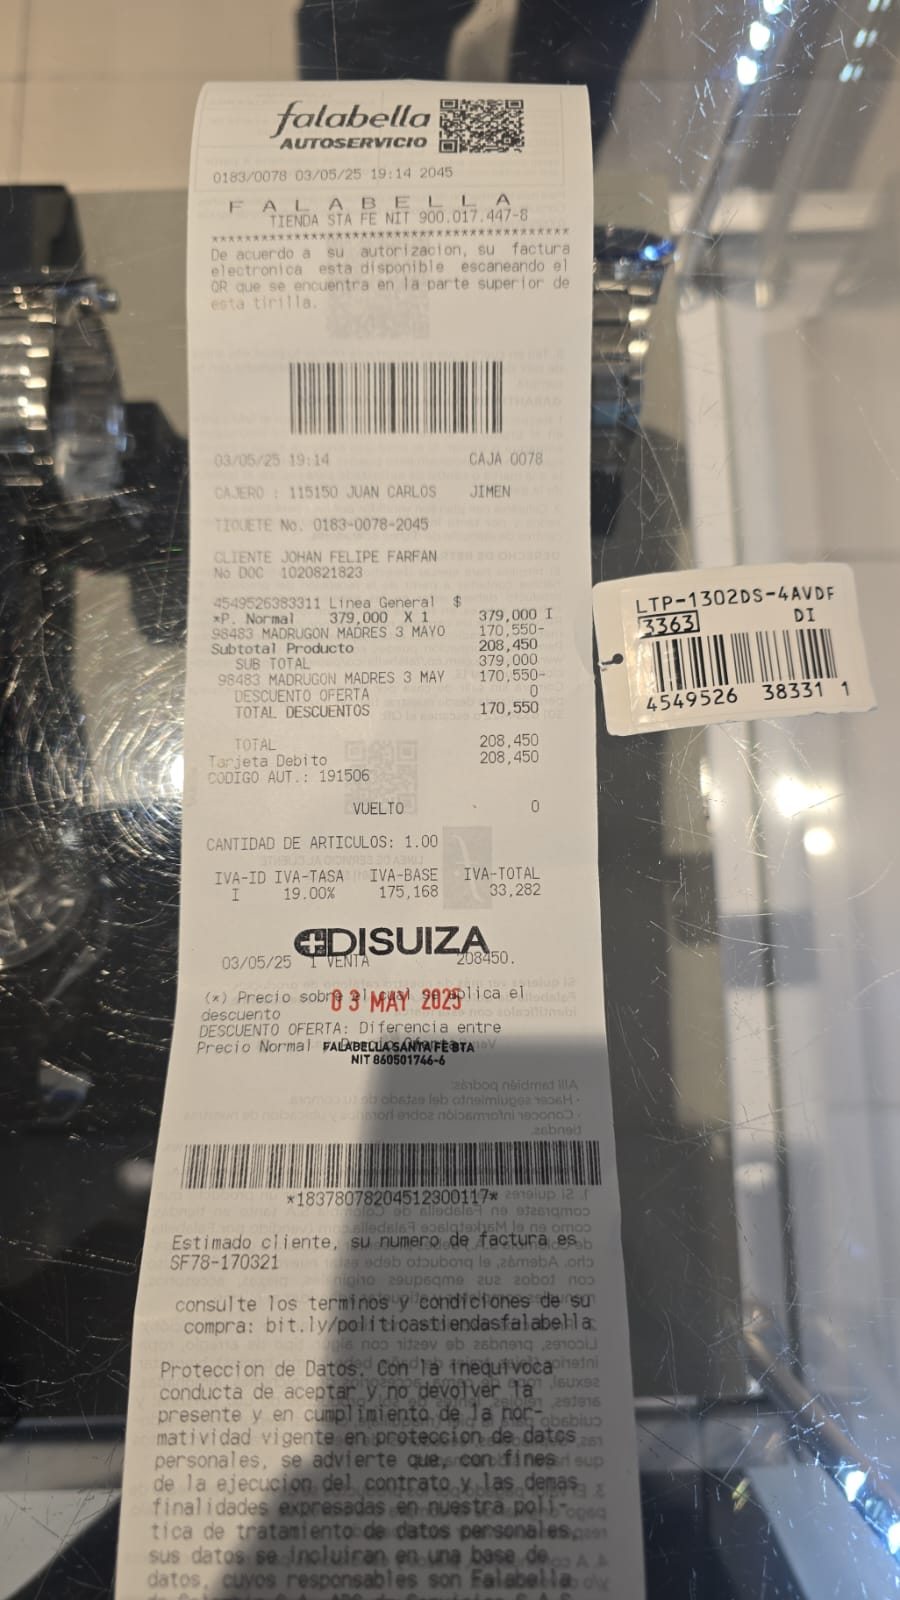 falabella
AUTOSERVICIO
0183/0078 03/05/25 19:14 2045
F A L A B E L L A
TIENDA STA FE NIT 900.017.447-8
******************************************
De acuerdo a su autorizacion, su factura
electronica esta disponible escaneando el
QR que se encuentra en la parte superior de
esta tirilla.
03/05/25 19:14 CAJA 0078
CAJERO : 115150 JUAN CARLOS JIMEN
TIQUETE No. 0183-0078-2045
CLIENTE JOHAN FELIPE FARFAN
No DOC 1020821823
4549526383311 Linea General $
*P. Normal 379,000 X 1 379,000 I
98483 MADRUGON MADRES 3 MAYO 170,550-
Subtotal Producto 208,450
SUB TOTAL 379,000
98483 MADRUGON MADRES 3 MAY 170,550-
DESCUENTO OFERTA 0
TOTAL DESCUENTOS 170,550
TOTAL 208,450
Tarjeta Debito 208,450
CODIGO AUT.: 191506
VUELTO 0
CANTIDAD DE ARTICULOS: 1.00
IVA-ID IVA-TASA IVA-BASE IVA-TOTAL
I 19.00% 175,168 33,282
DISUIZA
03/05/25 1 VENTA 208450.
(*) Precio sobre el cual se aplica el
03 MAY 2025
descuento
DESCUENTO OFERTA: Diferencia entre
Precio Normal
FALABELLA SANTA FE BTA
NIT 860501746-6
*18378078204512300117*
Estimado cliente, su numero de factura es
SF78-170321
consulte los terminos y condiciones de su
compra: bit.ly/politicastiendasfalabella
Proteccion de Datos. Con la inequivoca
conducta de aceptar y no devolver la
presente y en cumplimiento de la nor-
matividad vigente en proteccion de datos
personales, se advierte que, con fines
de la ejecucion del contrato y las demas
finalidades expresadas en nuestra poli-
tica de tratamiento de datos personales,
sus datos se incluiran en una base de
datos, cuyos responsables son Falabella
LTP-1302DS-4AVDF
3363 DI
4549526 38331 1